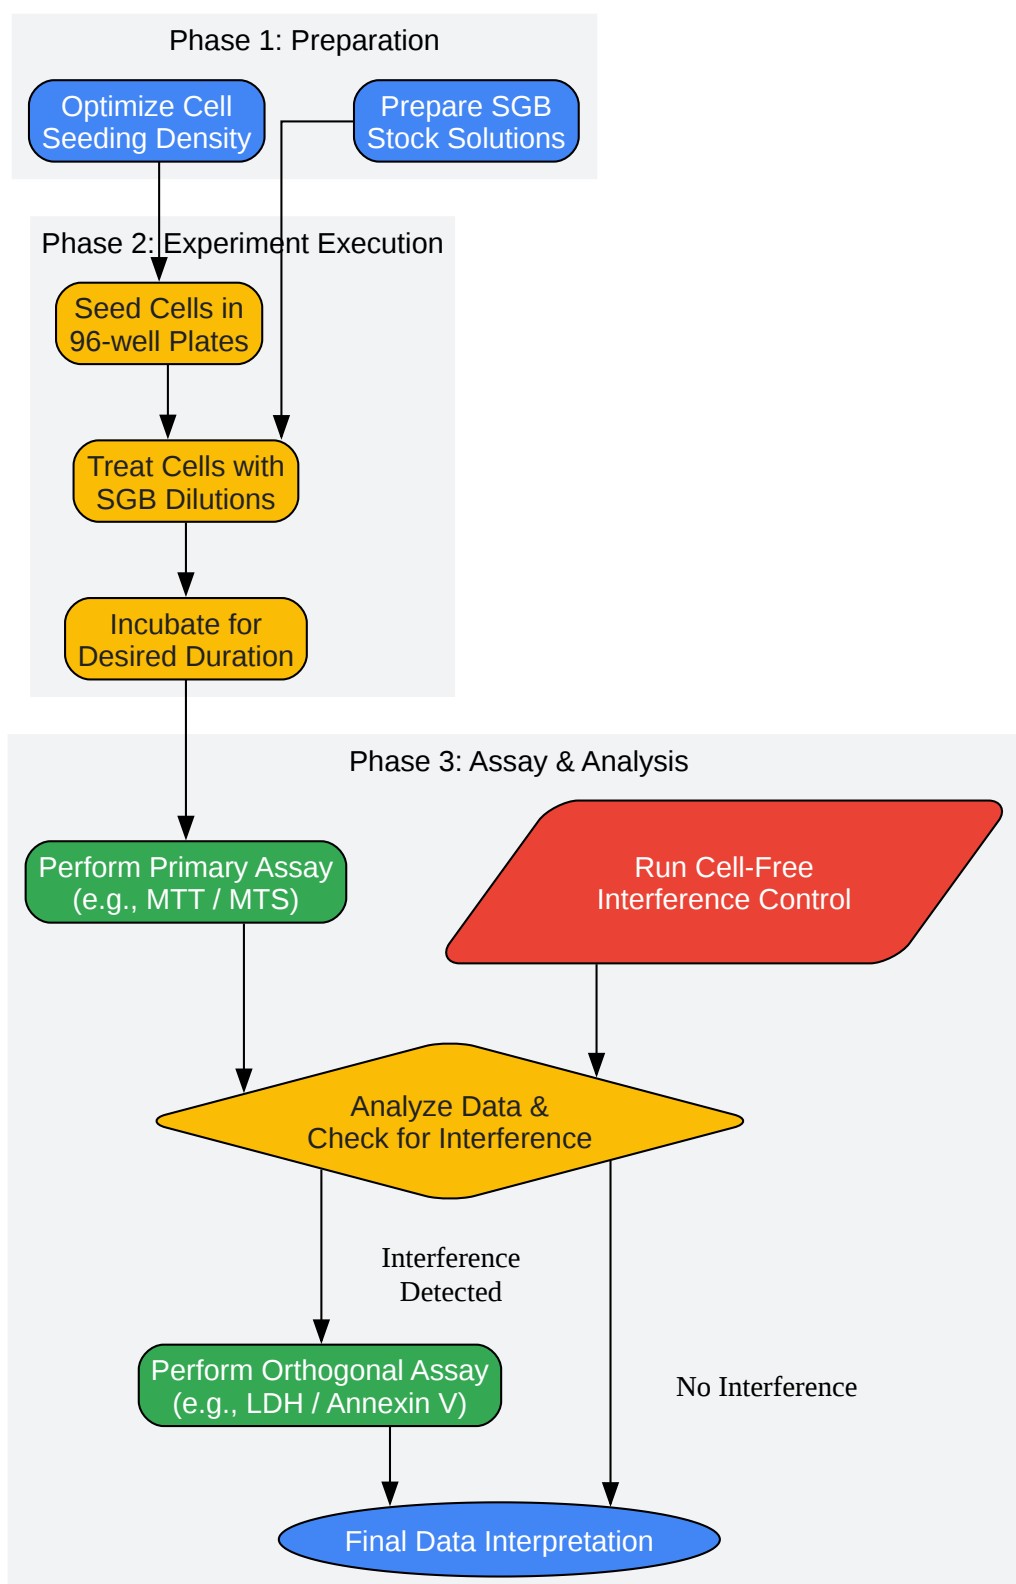 Phase 1: Preparation
Optimize Cell
Seeding Density
Prepare SGB
Stock Solutions
Phase 2: Experiment Execution
Seed Cells in
96-well Plates
Treat Cells with
SGB Dilutions
Incubate for
Desired Duration
Phase 3: Assay & Analysis
Perform Primary Assay
(e.g., MTT / MTS)
Run Cell-Free
Interference Control
Analyze Data &
Check for Interference
Interference
Detected
Perform Orthogonal Assay
(e.g., LDH / Annexin V)
No Interference
Final Data Interpretation